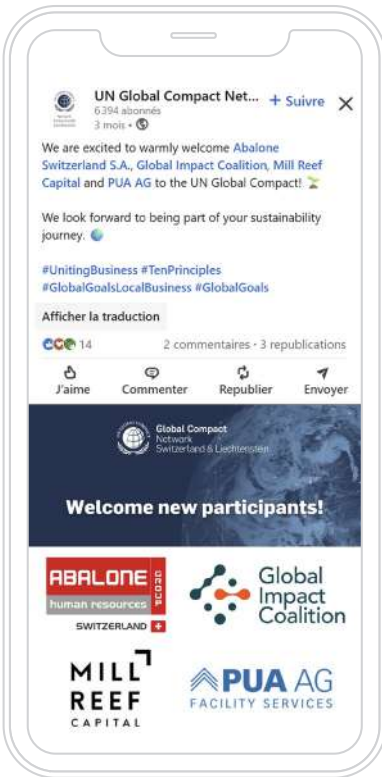 UN Global Compact Net... + Suivre
6394 abonnés
3 mois •
We are excited to warmly welcome Abalone
Switzerland S.A., Global Impact Coalition, Mill Reef
Capital and PUA AG to the UN Global Compact!
We look forward to being part of your sustainability
journey.
#UnitingBusiness #TenPrinciples
#GlobalGoalsLocalBusiness #GlobalGoals
Afficher la traduction
14 2 commentaires · 3 republications
J'aime Commenter Republier Envoyer
Global Compact
Network
Switzerland & Liechtenstein
Welcome new participants!
ABALONE GROUP
human resources
SWITZERLAND
Global
Impact
Coalition
MILL
REEF
CAPITAL
PUA AG
FACILITY SERVICES